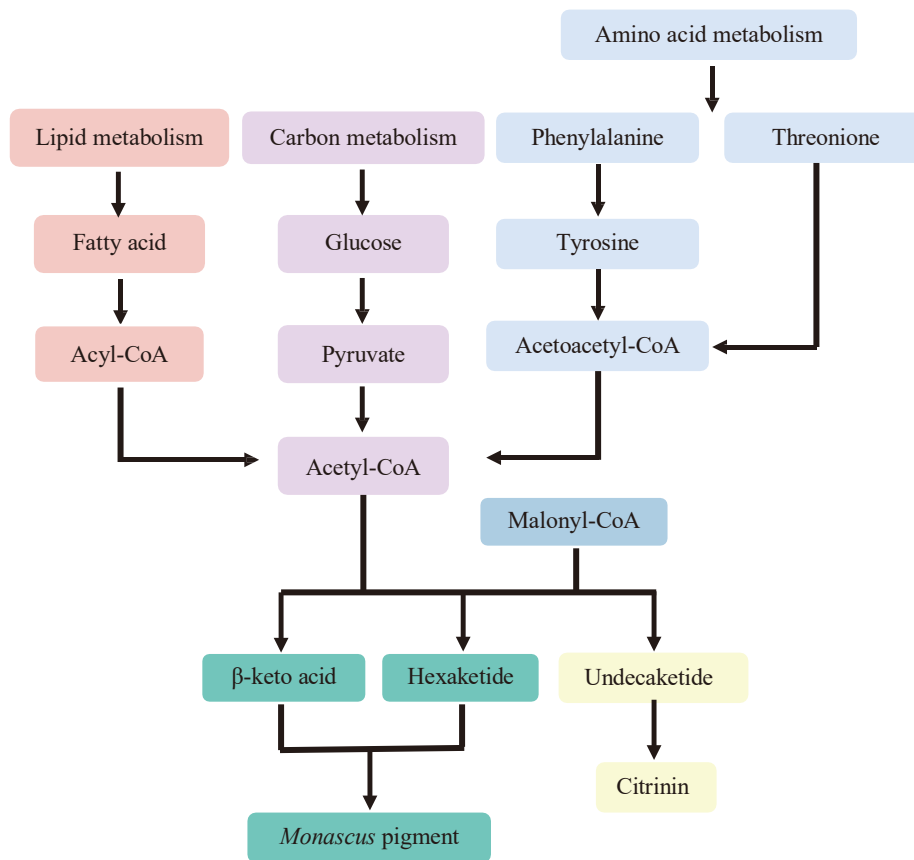 Amino acid metabolism
Lipid metabolism
Carbon metabolism
Phenylalanine
Threonione
Fatty acid
Glucose
Tyrosine
Acyl-CoA
Pyruvate
Acetoacetyl-CoA
Acetyl-CoA
Malonyl-CoA
β-keto acid
Hexaketide
Undecaketide
Citrinin
Monascus pigment